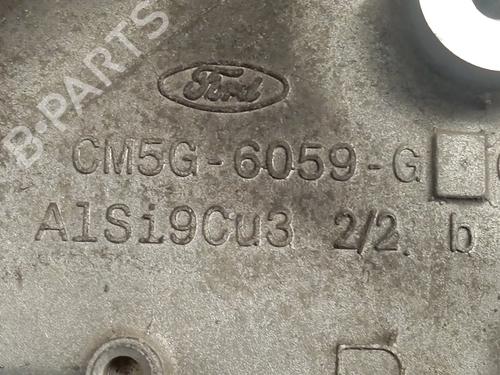 B-PARTS
Ford
CM5G-6059-G
AlSi9Cu3 2/2. b